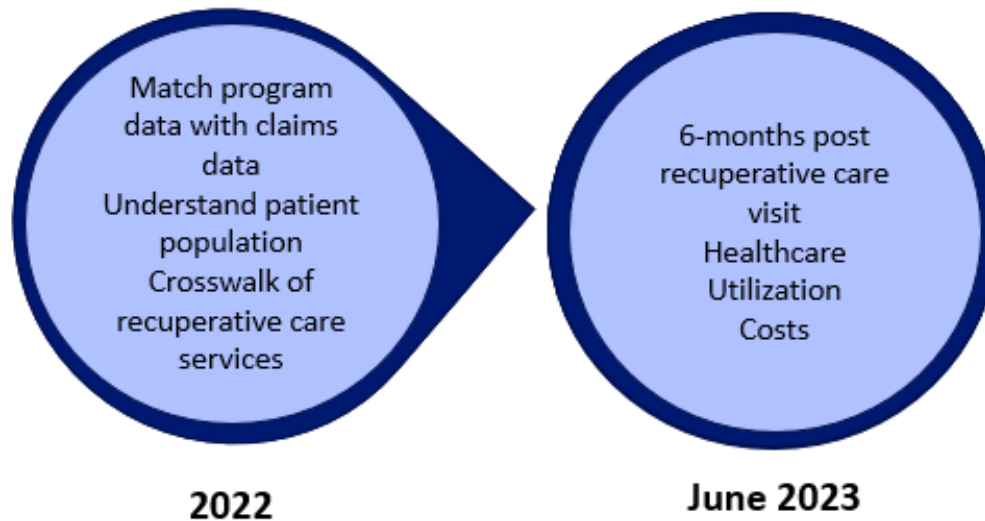 Match program
data with claims
data
Understand patient
population
Crosswalk of
recuperative care
services
6-months post
recuperative care
visit
Healthcare
Utilization
Costs
2022
June 2023